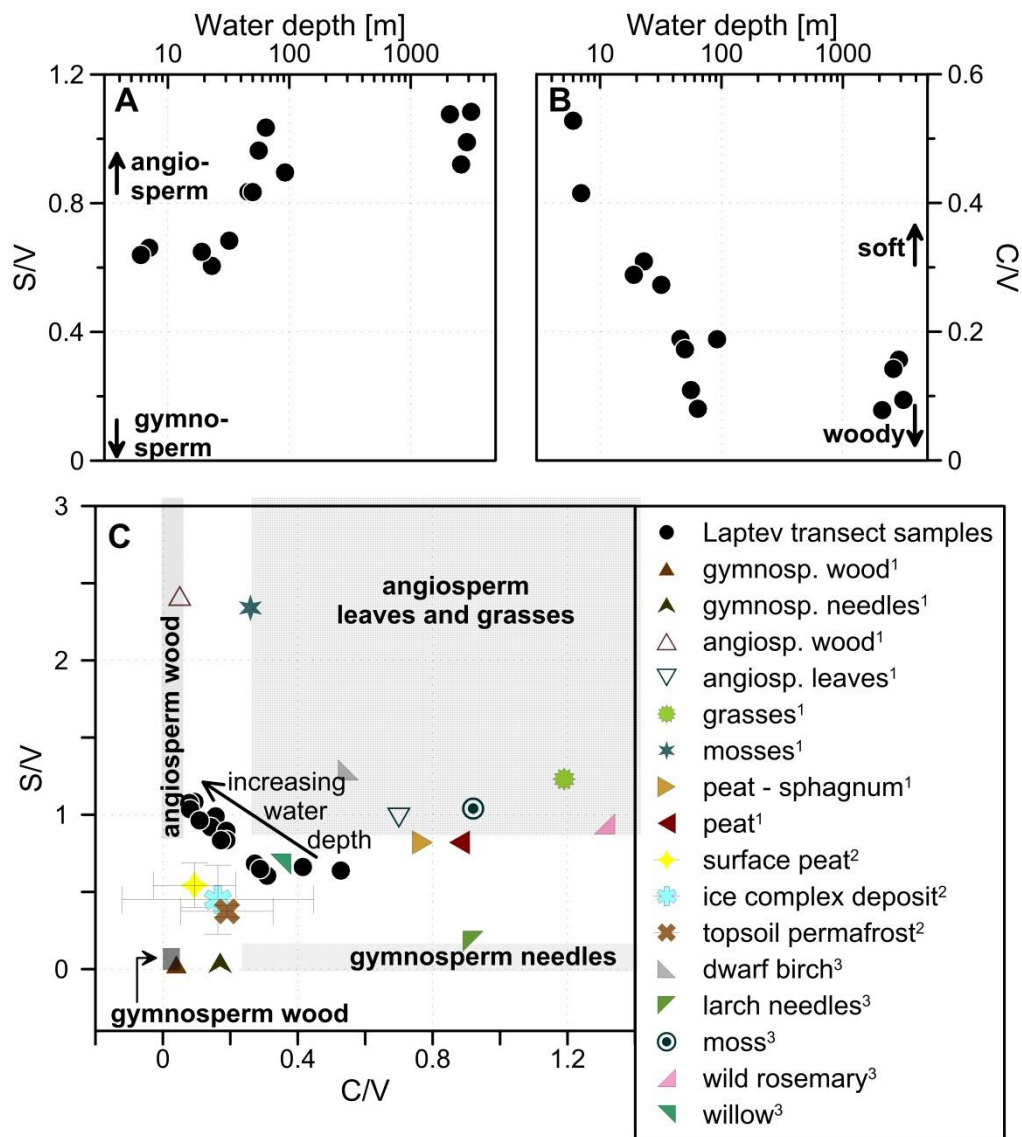 Water depth [m]
10 100 1000
1.2
0.8
0.4
0
S/V
A
angio-
sperm
gymno-
sperm
Water depth [m]
10 100 1000
B
soft
woody
0.6
0.4
0.2
0
C/V
3
2
1
0
S/V
C
angiosperm
leaves and grasses
angiosperm wood
increasing
water
depth
gymnosperm needles
gymnosperm wood
0 0.4 0.8 1.2
C/V
Laptev transect samples
gymnosp. wood¹
gymnosp. needles¹
angiosp. wood¹
angiosp. leaves¹
grasses¹
mosses¹
peat - sphagnum¹
peat¹
surface peat²
ice complex deposit²
topsoil permafrost²
dwarf birch³
larch needles³
moss³
wild rosemary³
willow³